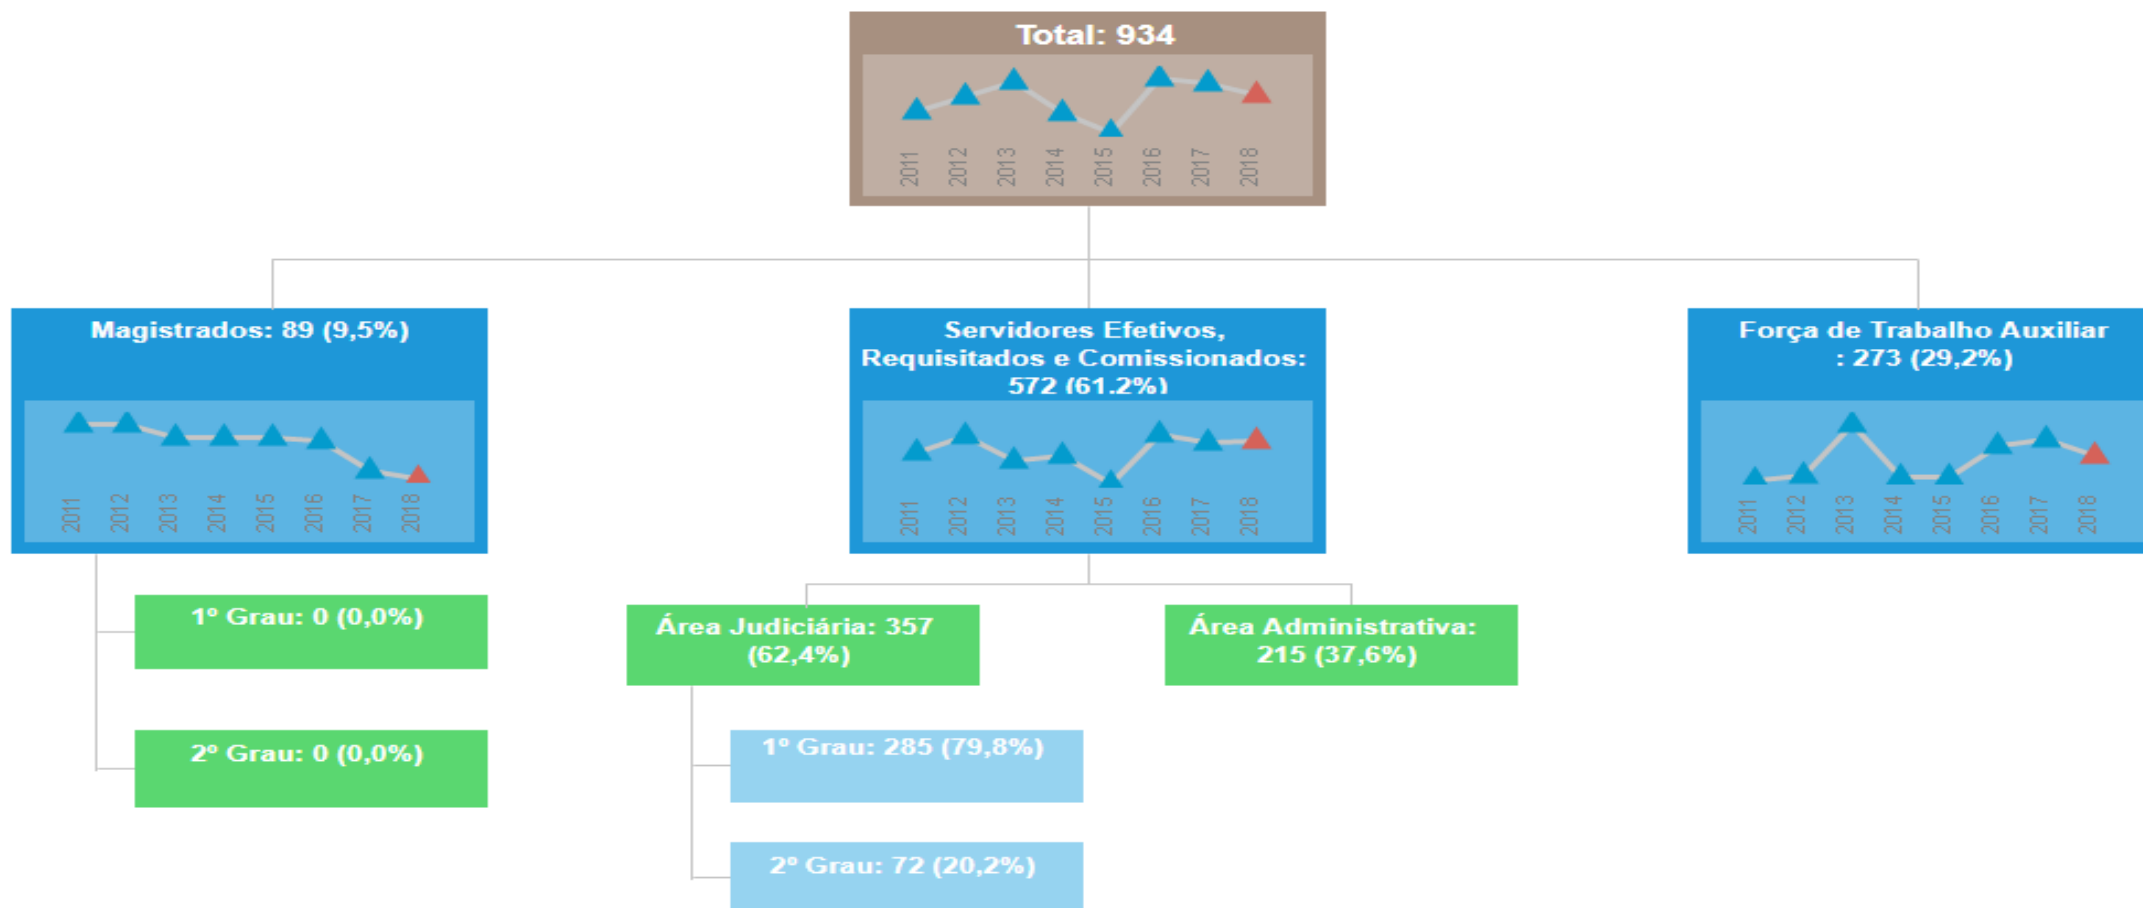 Total: 934
2011 2012 2013 2014 2015 2016 2017 2018
Magistrados: 89 (9,5%)
2011 2012 2013 2014 2015 2016 2017 2018
Servidores Efetivos,
Requisitados e Comissionados:
572 (61.2%)
2011 2012 2013 2014 2015 2016 2017 2018
Força de Trabalho Auxiliar
: 273 (29,2%)
2011 2012 2013 2014 2015 2016 2017 2018
1º Grau: 0 (0,0%)
2º Grau: 0 (0,0%)
Área Judiciária: 357
(62,4%)
Área Administrativa:
215 (37,6%)
1º Grau: 285 (79,8%)
2º Grau: 72 (20,2%)